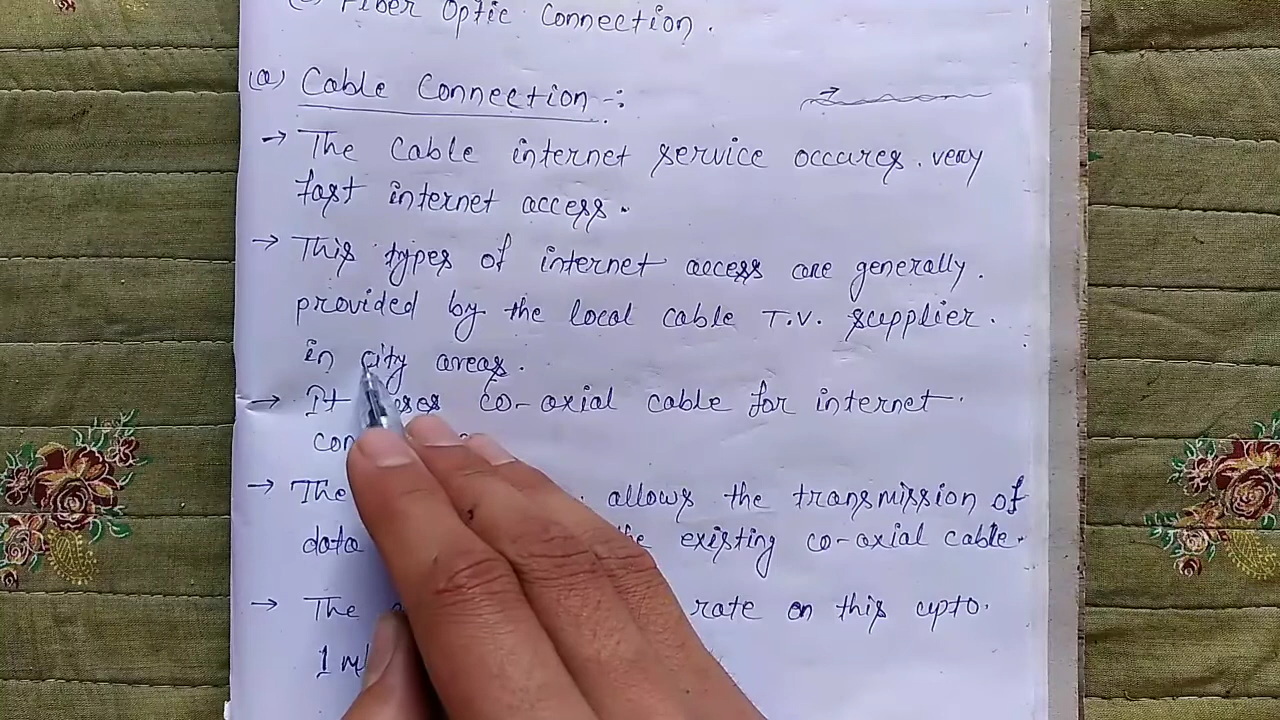 (c) Fiber Optic Connection.
(a) Cable Connection -:
→ The Cable internet service occures. very
fast internet access.
→ This types of internet access are generally.
provided by the local cable T.V. supplier.
in city areas.
→ It uses co-axial cable for internet.
→ The allows the transmission of
data the existing co-axial cable.
→ The rate on this upto.